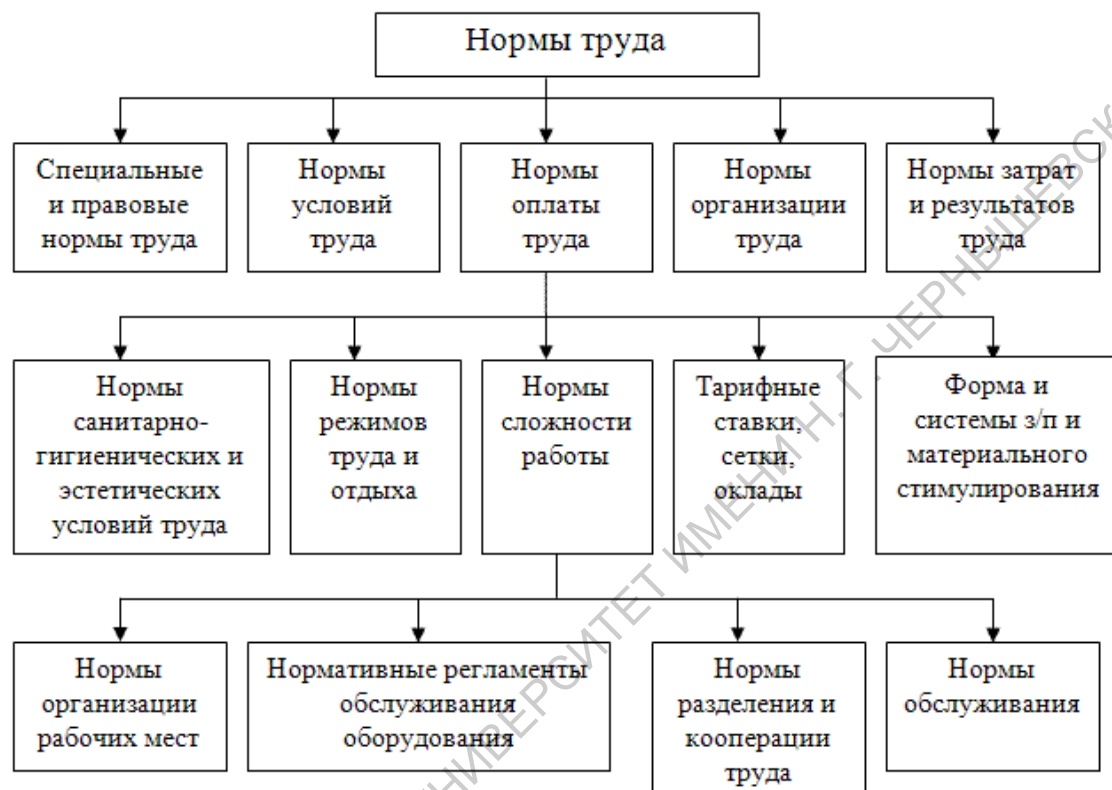 Нормы труда
Специальные
и правовые
нормы труда
Нормы
условий
труда
Нормы
оплаты
труда
Нормы
организации
труда
Нормы затрат
и результатов
труда
Нормы
санитарно-
гигиенических и
эстетических
условий труда
Нормы
режимов
труда и
отдыха
Нормы
сложности
работы
Тарифные
ставки,
сетки,
оклады
Форма и
системы з/п и
материального
стимулирования
Нормы
организации
рабочих мест
Нормативные регламенты
обслуживания
оборудования
Нормы
разделения и
кооперации
труда
Нормы
обслуживания
ИМЕНИ Н. Г.